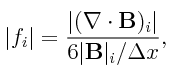 |f_i| = \frac{|(\nabla \cdot \mathbf{B})_i|}{6|\mathbf{B}|_i/\Delta x},